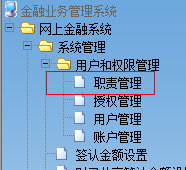 金融业务管理系统
网上金融系统
系统管理
用户和权限管理
职责管理
授权管理
用户管理
账户管理
签认金额设置